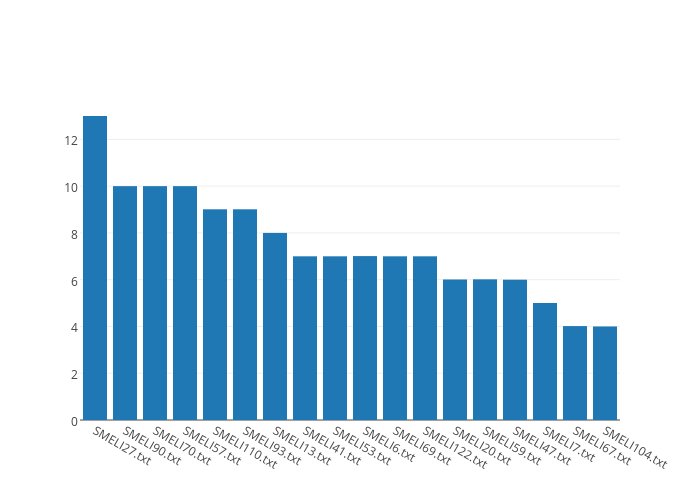 12
10
8
6
4
2
0
SMELI27.txt
SMELI90.txt
SMELI70.txt
SMELI57.txt
SMELI110.txt
SMELI93.txt
SMELI13.txt
SMELI41.txt
SMELI53.txt
SMELI6.txt
SMELI69.txt
SMELI122.txt
SMELI20.txt
SMELI59.txt
SMELI47.txt
SMELI7.txt
SMELI67.txt
SMELI104.txt